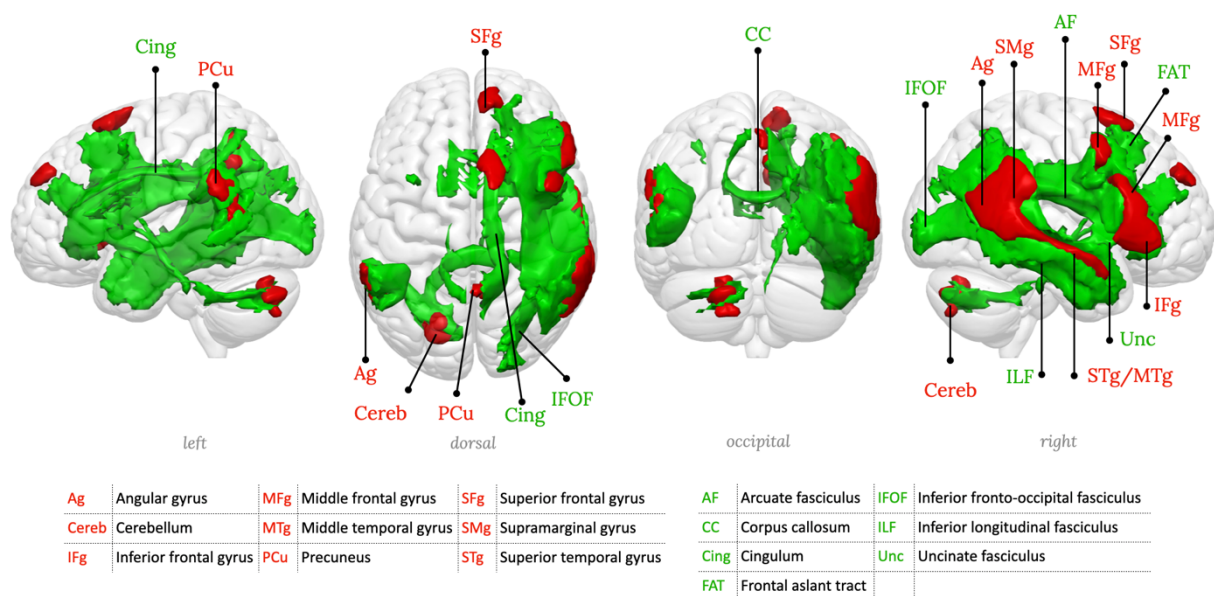 Cing
PCu
SFg
Ag
Cereb
PCu
Cing
IFOF
CC
IFOF
Ag
SMg
AF
MFg
SFg
FAT
MFg
Cereb
ILF
STg/MTg
Unc
IFg
left
dorsal
occipital
right
Ag Angular gyrus MFg Middle frontal gyrus SFg Superior frontal gyrus
Cereb Cerebellum MTg Middle temporal gyrus SMg Supramarginal gyrus
IFg Inferior frontal gyrus PCu Precuneus STg Superior temporal gyrus
AF Arcuate fasciculus IFOF Inferior fronto-occipital fasciculus
CC Corpus callosum ILF Inferior longitudinal fasciculus
Cing Cingulum Unc Uncinate fasciculus
FAT Frontal aslant tract